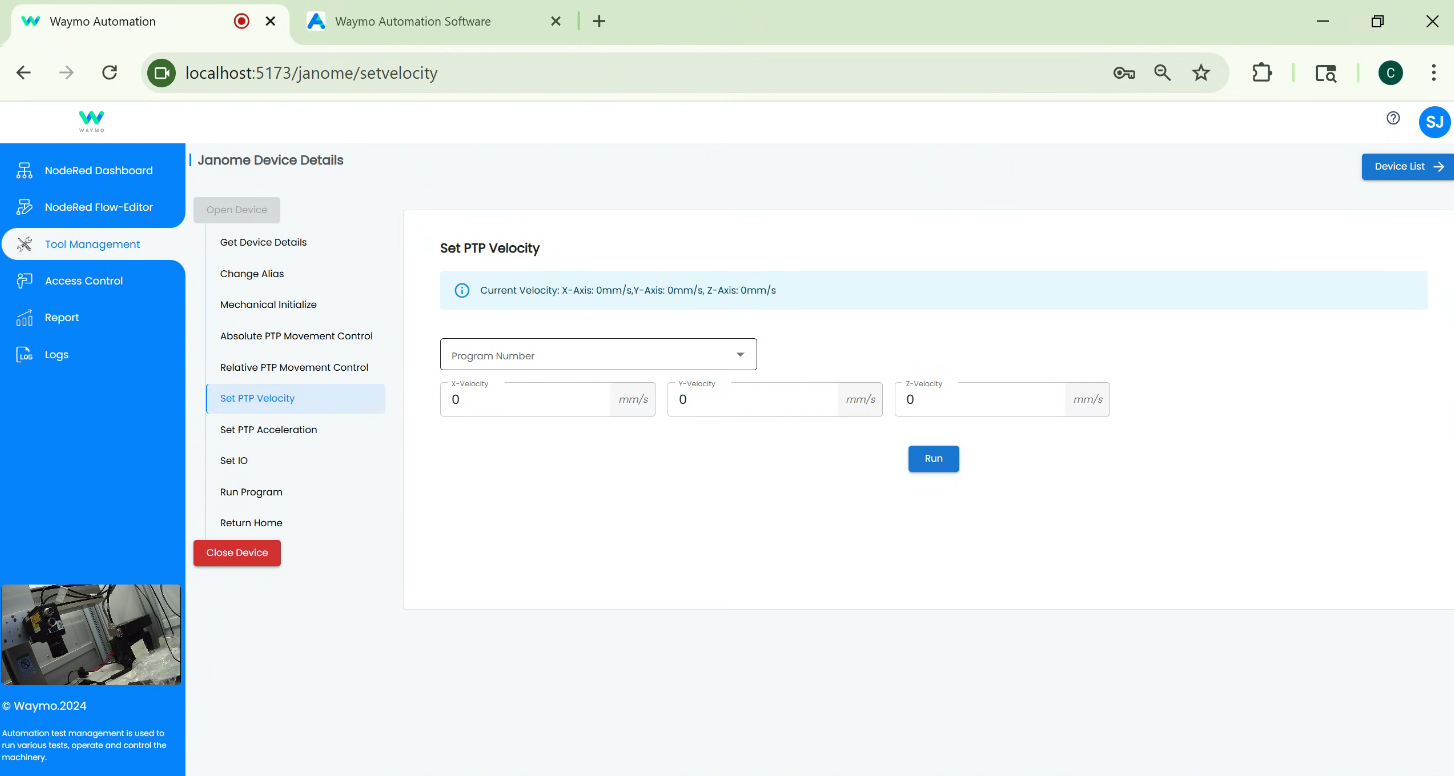 Waymo Automation
Waymo Automation Software
localhost:5173/janome/setvelocity
C
WAYMO
SJ
NodeRed Dashboard
NodeRed Flow-Editor
Tool Management
Access Control
Report
LOG
Logs
© Waymo.2024
Automation test management is used to
run various tests, operate and control the
machinery.
Janome Device Details
Device List
Open Device
Get Device Details
Change Alias
Mechanical Initialize
Absolute PTP Movement Control
Relative PTP Movement Control
Set PTP Velocity
Set PTP Acceleration
Set IO
Run Program
Return Home
Close Device
Set PTP Velocity
Current Velocity: X-Axis: 0mm/s,Y-Axis: 0mm/s, Z-Axis: 0mm/s
Program Number
X-Velocity
0 mm/s
Y-Velocity
0 mm/s
Z-Velocity
0 mm/s
Run